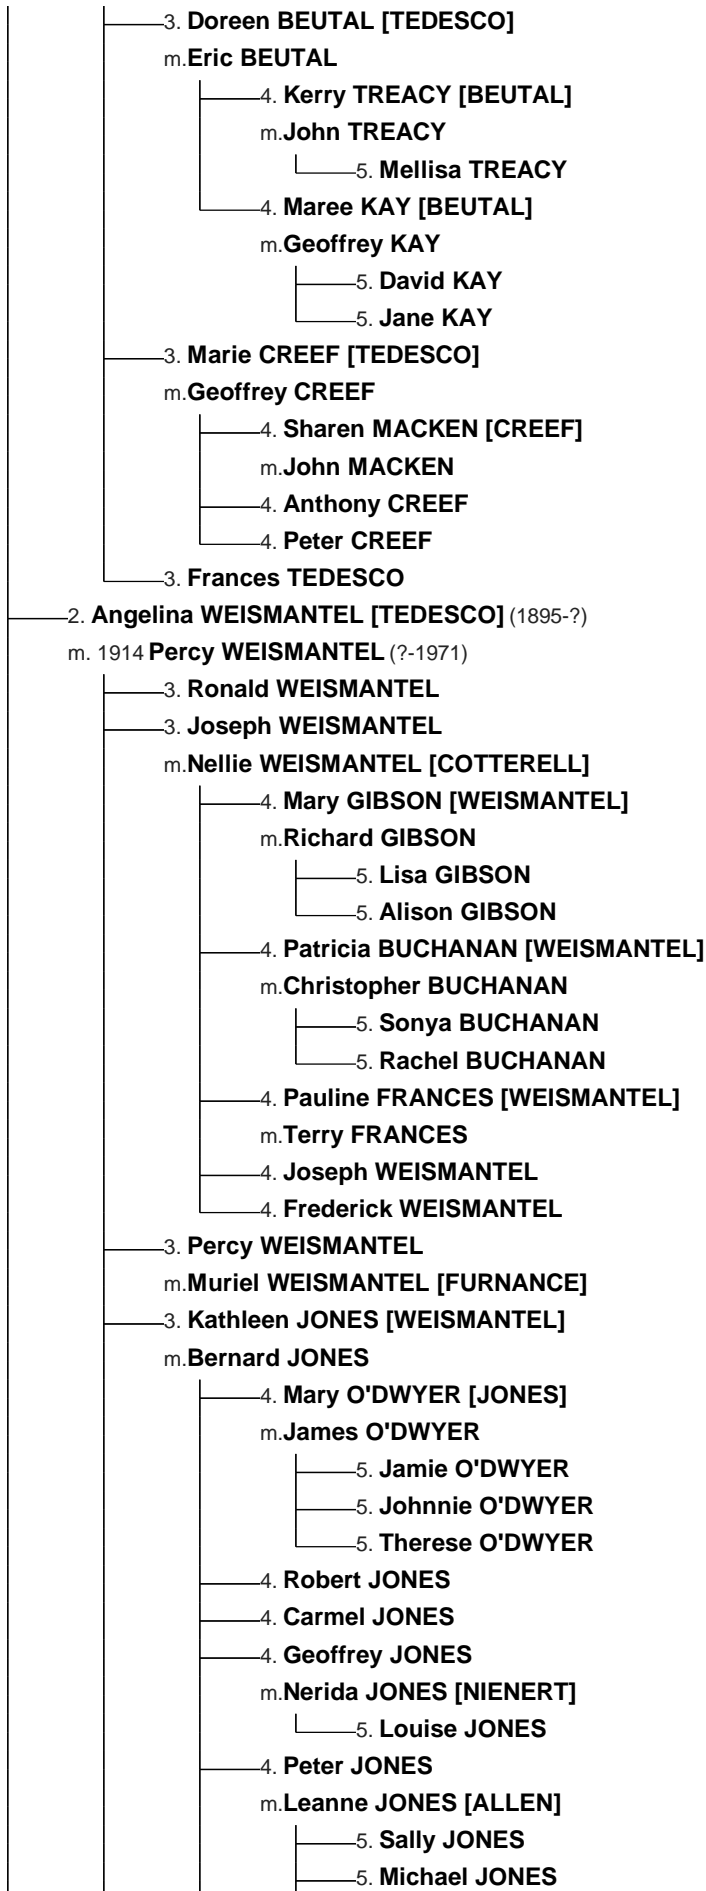 3. Doreen BEUTAL [TEDESCO]
m.Eric BEUTAL
4. Kerry TREACY [BEUTAL]
m.John TREACY
5. Mellisa TREACY
4. Maree KAY [BEUTAL]
m.Geoffrey KAY
5. David KAY
5. Jane KAY
3. Marie CREEF [TEDESCO]
m.Geoffrey CREEF
4. Sharen MACKEN [CREEF]
m.John MACKEN
4. Anthony CREEF
4. Peter CREEF
3. Frances TEDESCO
2. Angelina WEISMANTEL [TEDESCO] (1895-?)
m. 1914 Percy WEISMANTEL (?-1971)
3. Ronald WEISMANTEL
3. Joseph WEISMANTEL
m.Nellie WEISMANTEL [COTTERELL]
4. Mary GIBSON [WEISMANTEL]
m.Richard GIBSON
5. Lisa GIBSON
5. Alison GIBSON
4. Patricia BUCHANAN [WEISMANTEL]
m.Christopher BUCHANAN
5. Sonya BUCHANAN
5. Rachel BUCHANAN
4. Pauline FRANCES [WEISMANTEL]
m.Terry FRANCES
4. Joseph WEISMANTEL
4. Frederick WEISMANTEL
3. Percy WEISMANTEL
m.Muriel WEISMANTEL [FURNANCE]
3. Kathleen JONES [WEISMANTEL]
m.Bernard JONES
4. Mary O'DWYER [JONES]
m.James O'DWYER
5. Jamie O'DWYER
5. Johnnie O'DWYER
5. Therese O'DWYER
4. Robert JONES
4. Carmel JONES
4. Geoffrey JONES
m.Nerida JONES [NIENERT]
5. Louise JONES
4. Peter JONES
m.Leanne JONES [ALLEN]
5. Sally JONES
5. Michael JONES